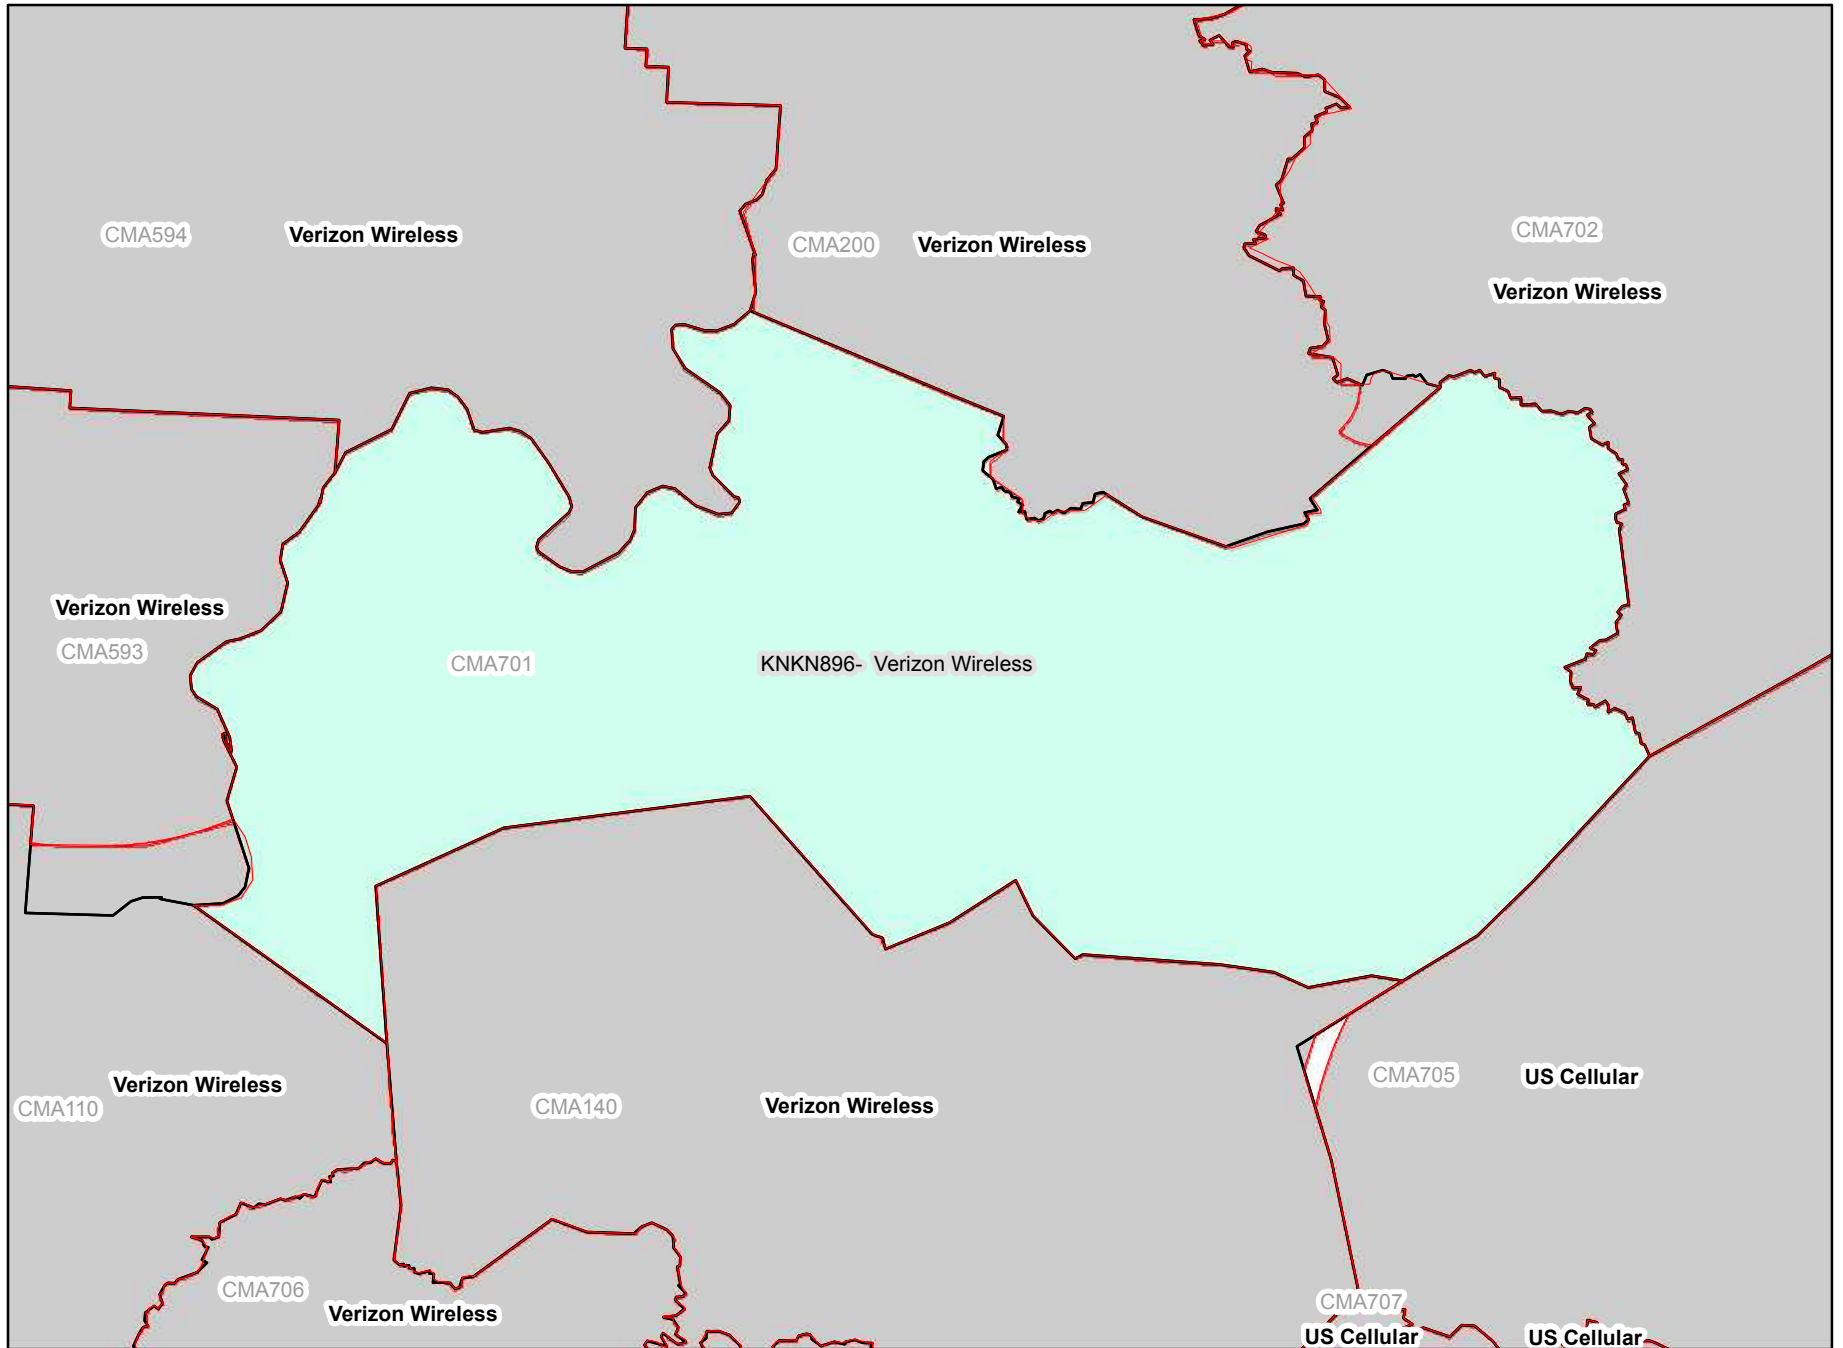 CMA594
Verizon Wireless
CMA200
Verizon Wireless
CMA702
Verizon Wireless
Verizon Wireless
CMA593
CMA701
KNKN896- Verizon Wireless
Verizon Wireless
CMA110
CMA140
Verizon Wireless
CMA705
US Cellular
CMA706
Verizon Wireless
CMA707
US Cellular
US Cellular